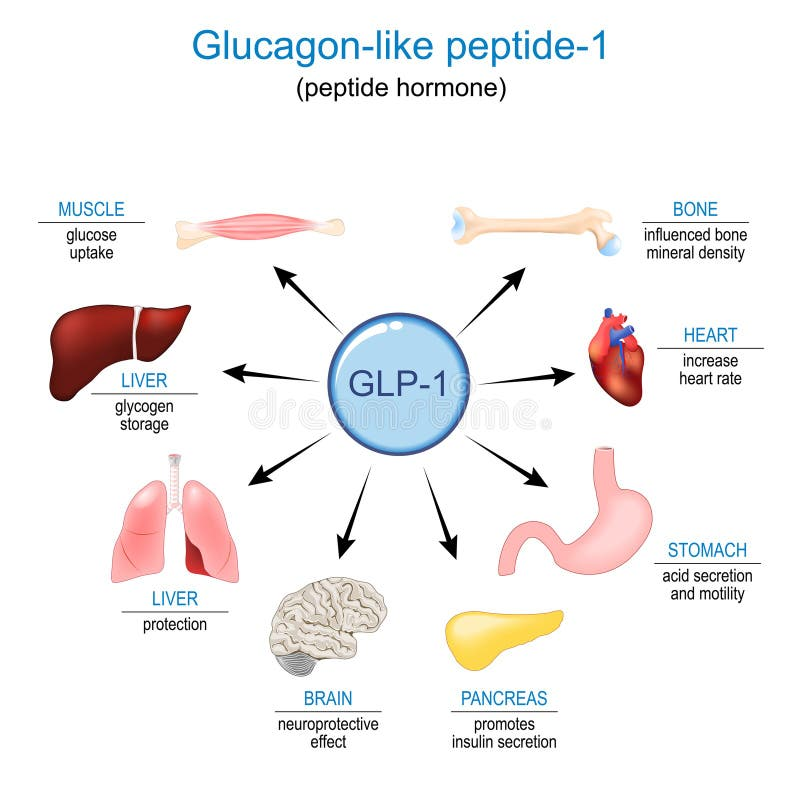 Glucagon-like peptide-1
(peptide hormone)
MUSCLE
glucose
uptake
BONE
influenced bone
mineral density
LIVER
glycogen
storage
HEART
increase
heart rate
GLP-1
dreamstime
LIVER
protection
STOMACH
acid secretion
and motility
BRAIN
neuroprotective
effect
PANCREAS
promotes
insulin secretion